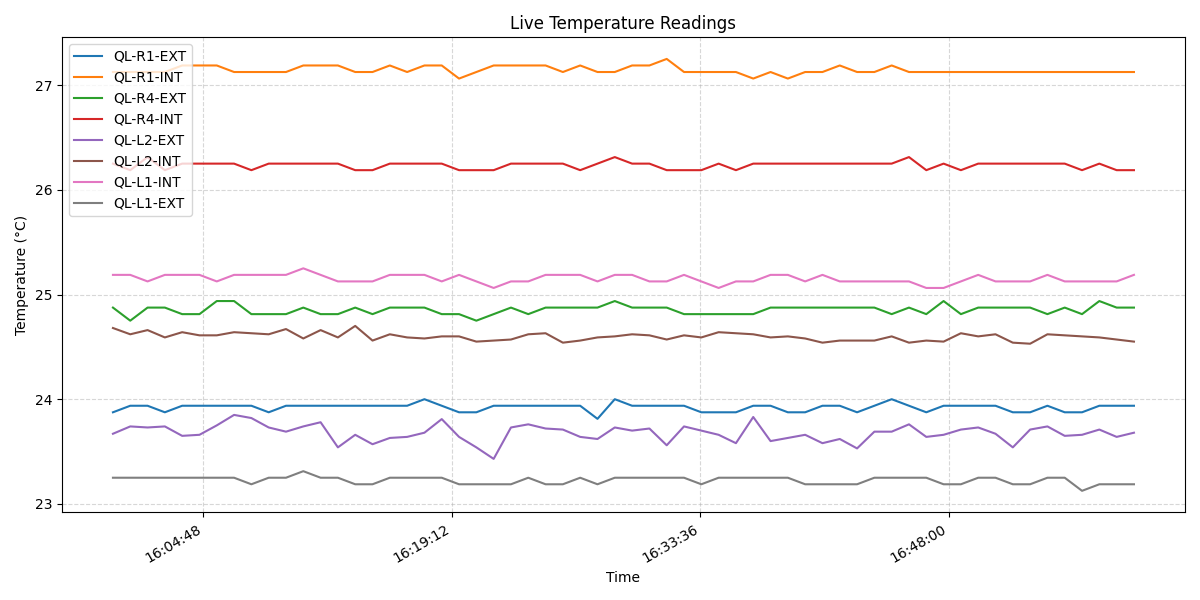 Live Temperature Readings
QL-R1-EXT
QL-R1-INT
QL-R4-EXT
QL-R4-INT
QL-L2-EXT
QL-L2-INT
QL-L1-INT
QL-L1-EXT
Temperature (°C)
27
26
25
24
23
16:04:48
16:19:12
16:33:36
16:48:00
Time